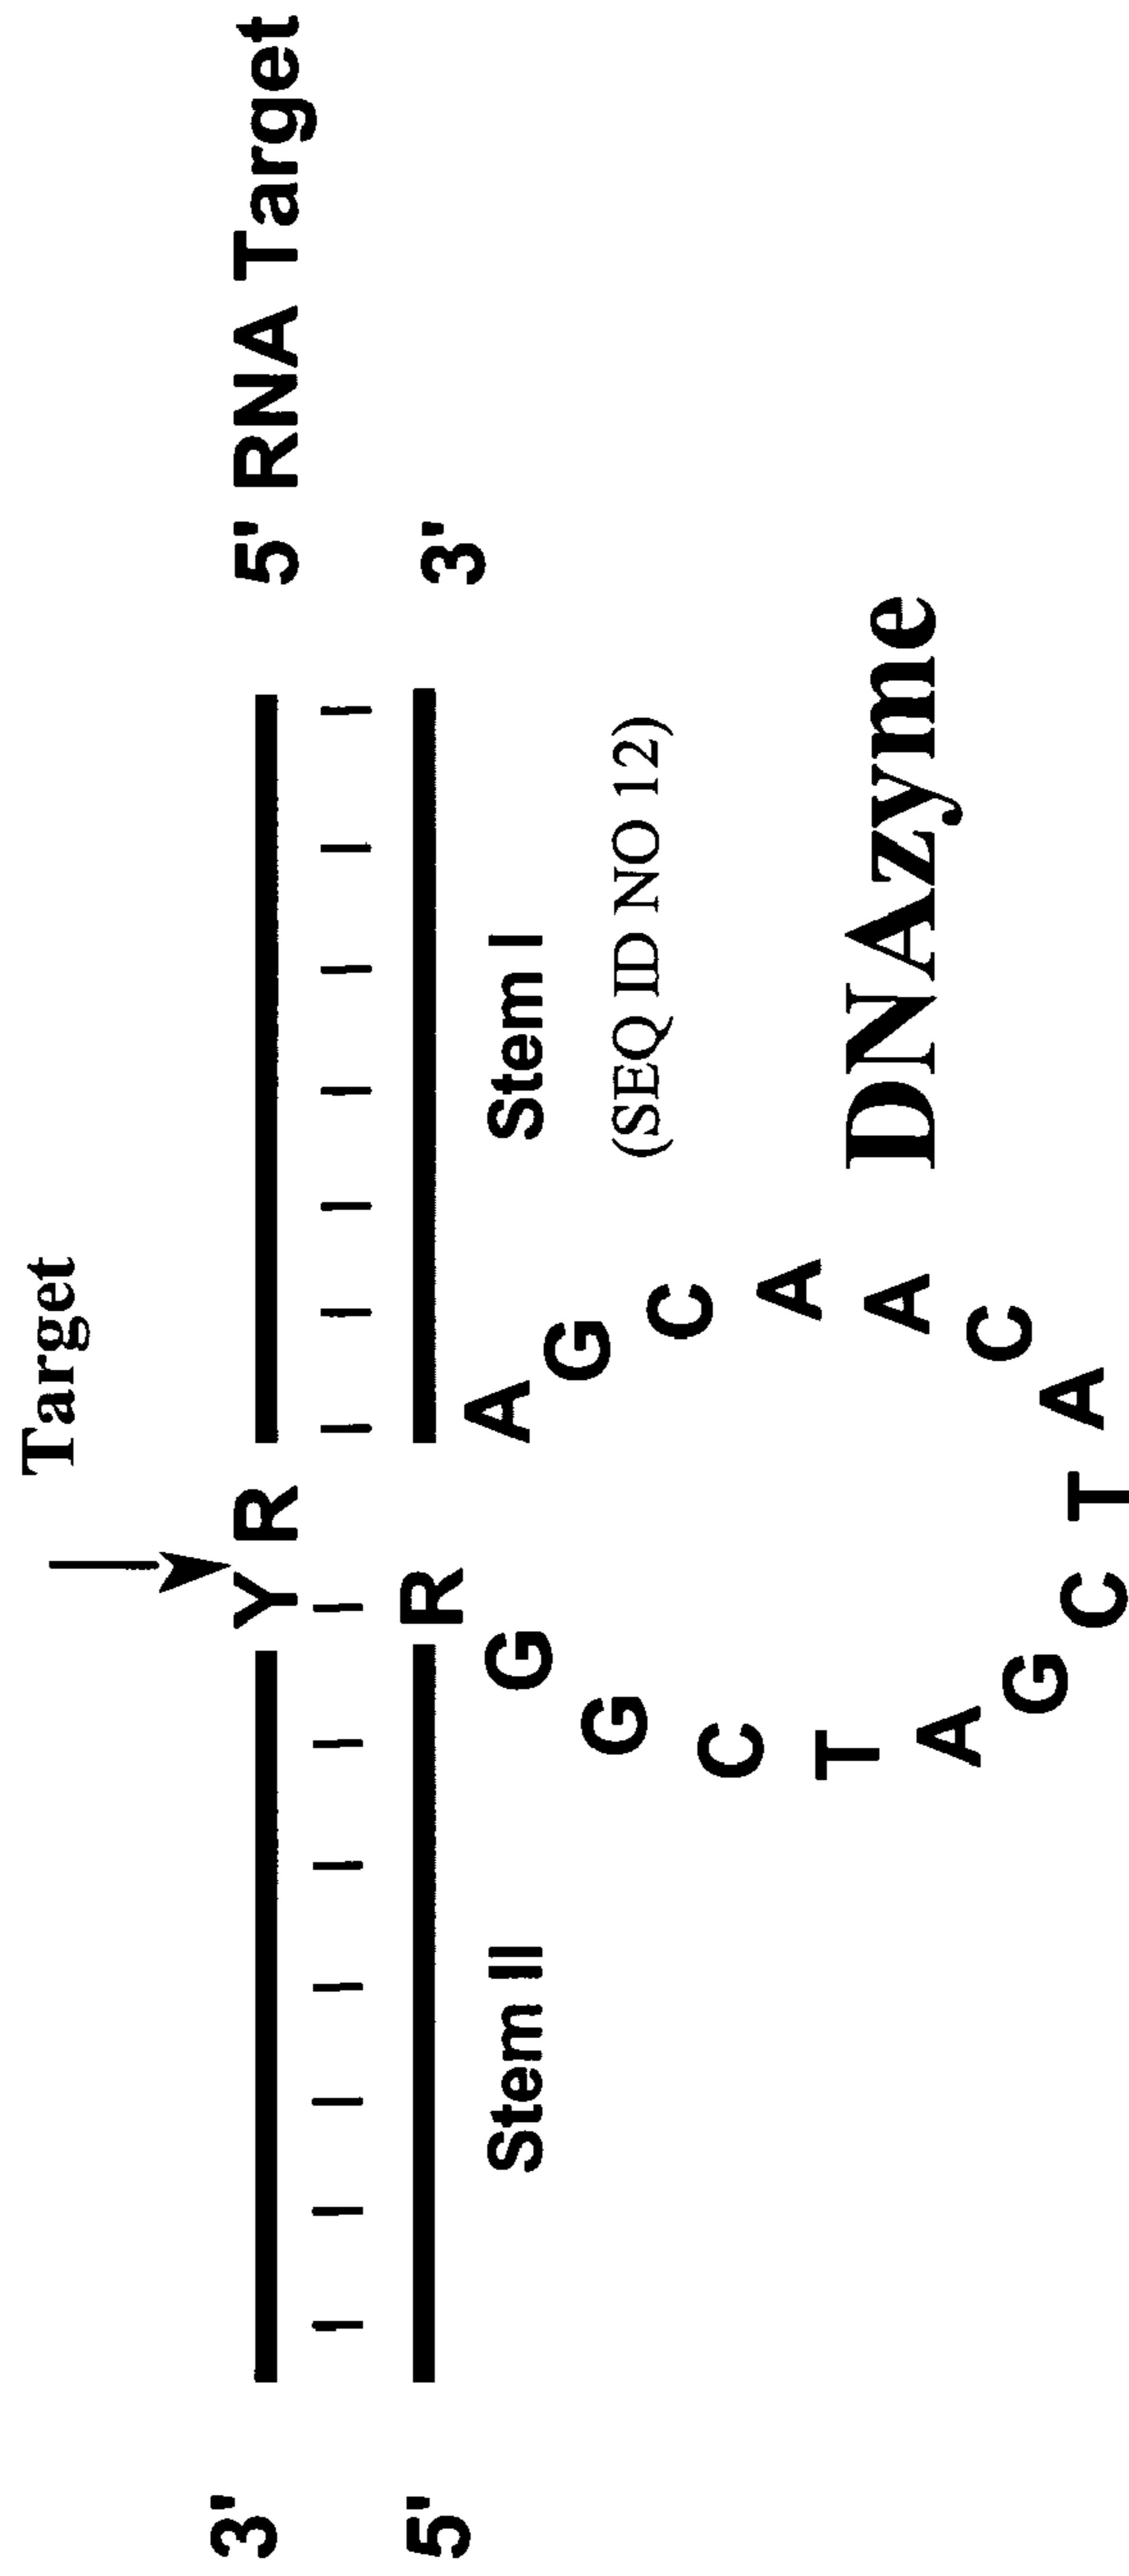 Target
3' Y R 5' RNA Target
5' R 3'
Stem II Stem I
(SEQ ID NO 12)
G A
G G
C C
T A
A A
G C
C T A
DNAzyme